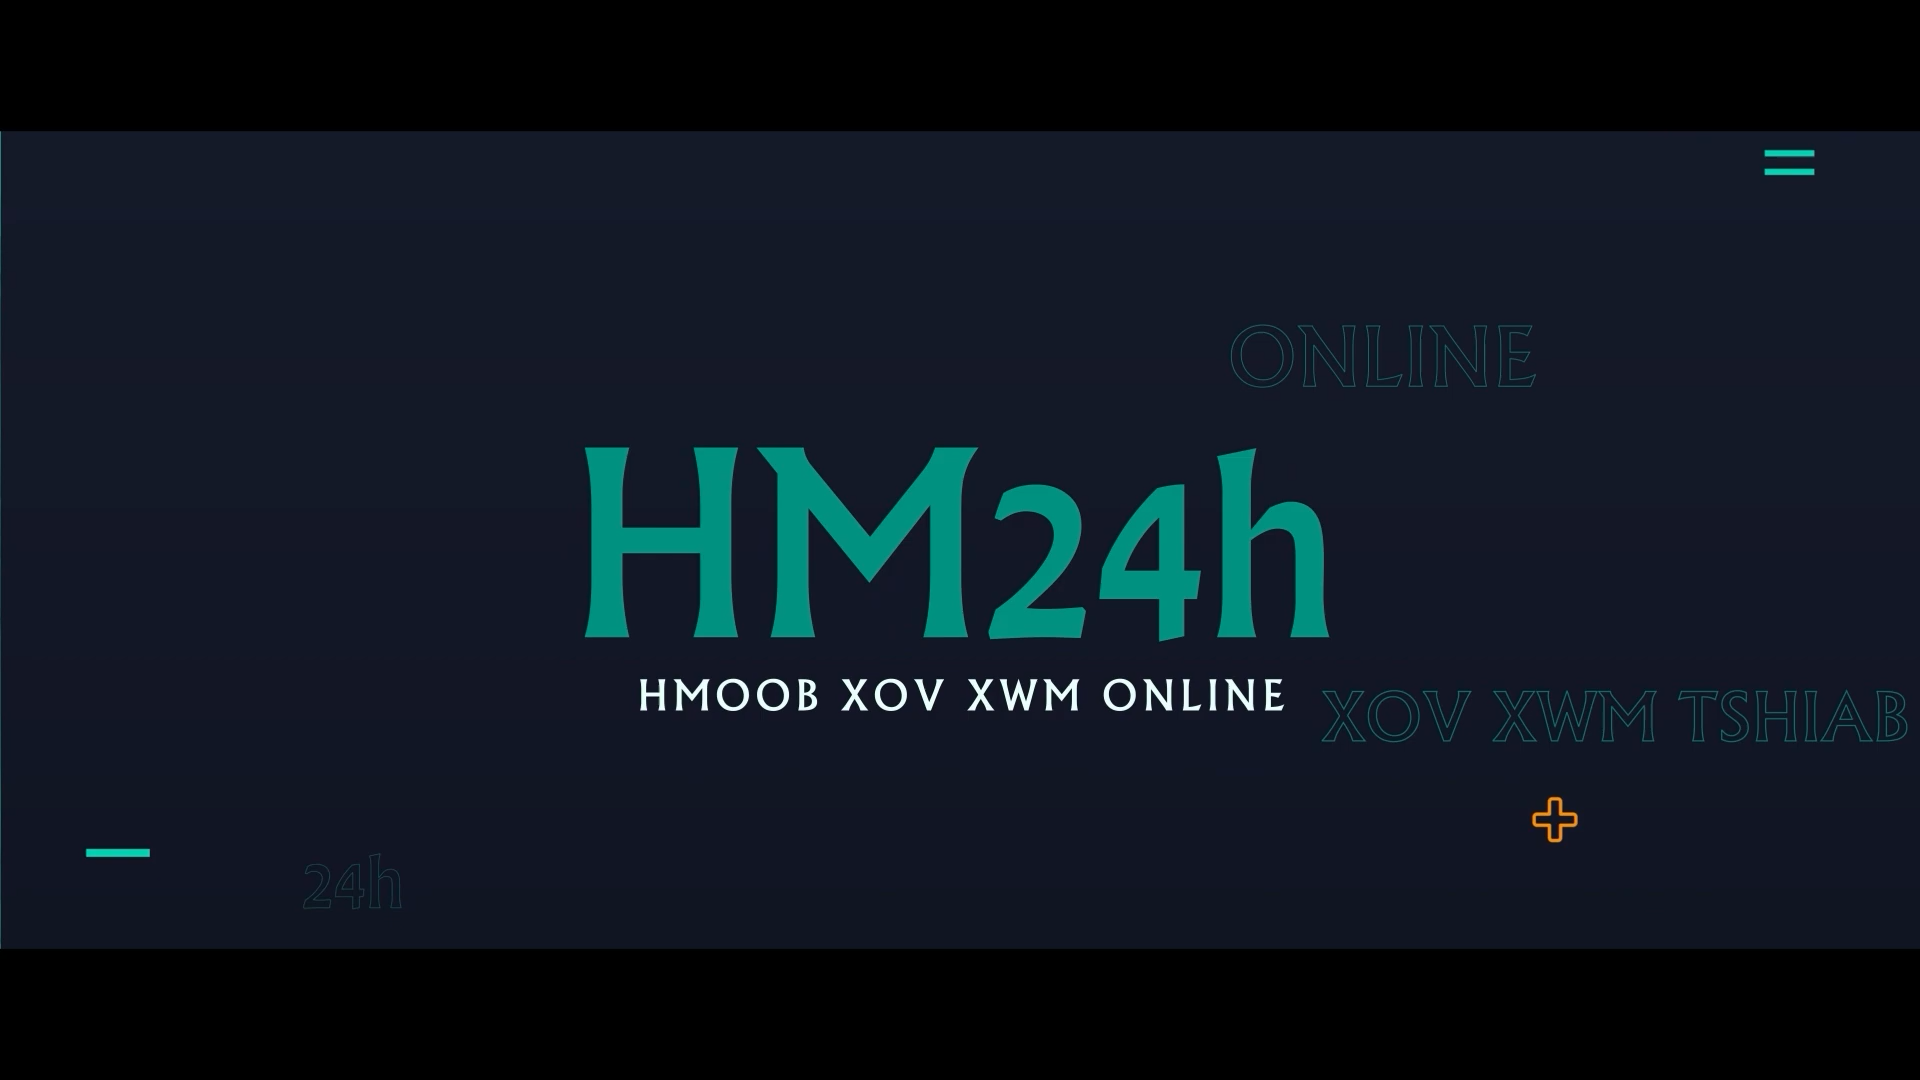 ONLINE
HM24h
HMOOB XOV XWM ONLINE
XOV XWM TSHIAB
24h